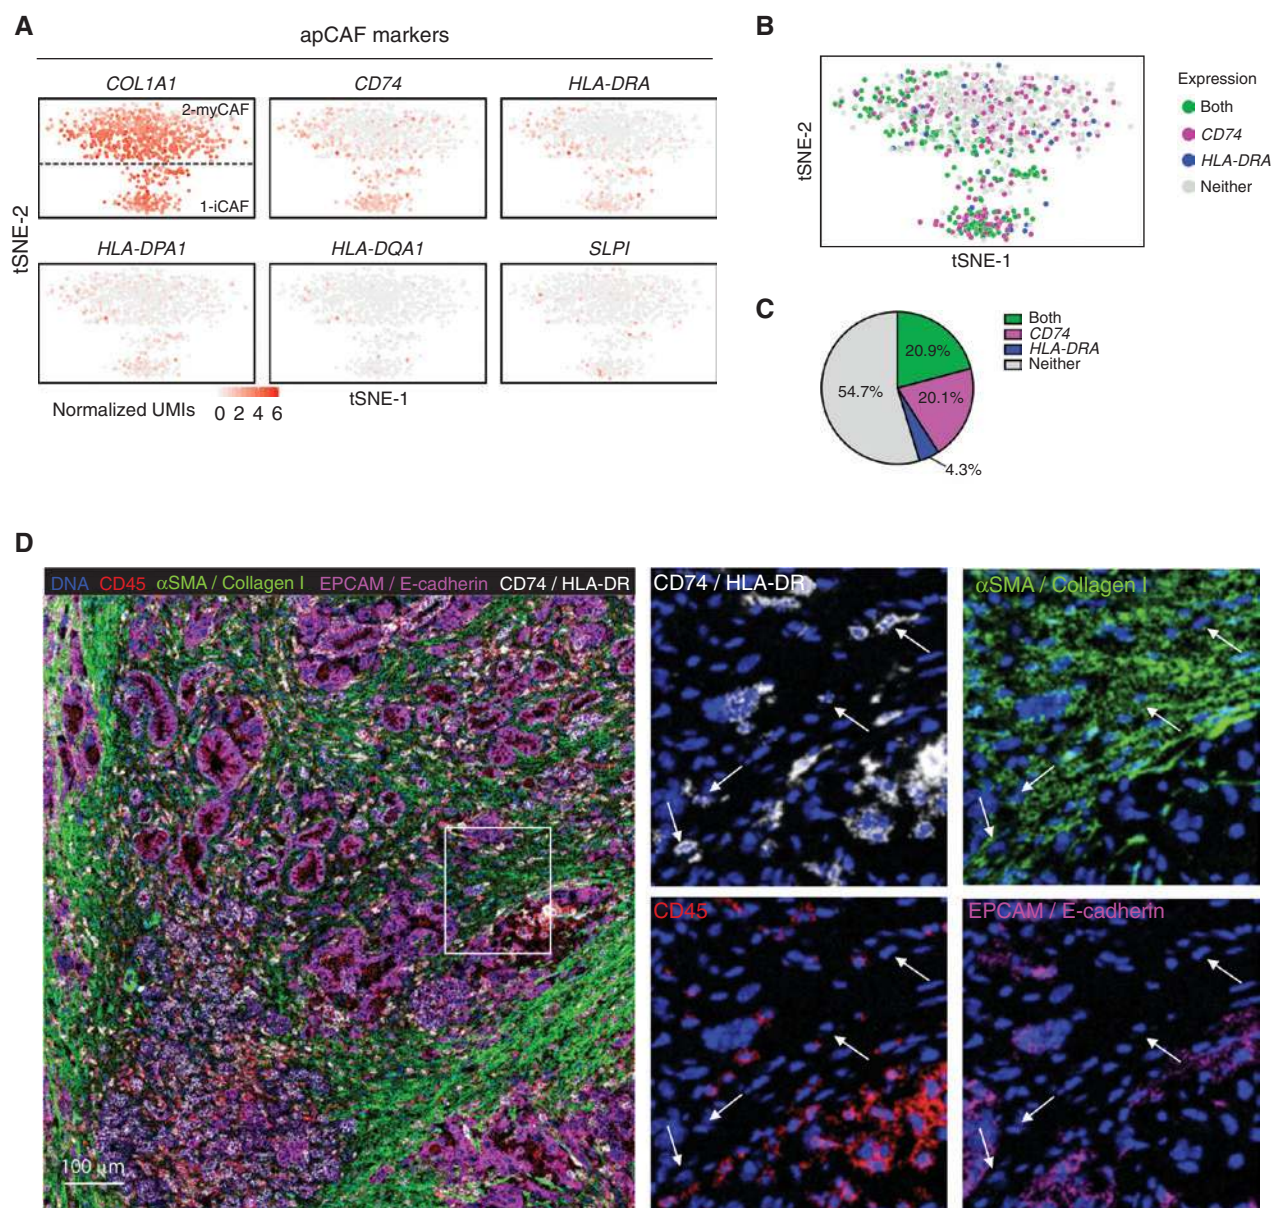 A
apCAF markers
COL1A1
CD74
HLA-DRA
2-myCAF
1-iCAF
HLA-DPA1
HLA-DQA1
SLPI
tSNE-2
tSNE-1
Normalized UMIs
0 2 4 6
B
tSNE-2
tSNE-1
Expression
Both
CD74
HLA-DRA
Neither
C
20.9%
20.1%
4.3%
54.7%
Both
CD74
HLA-DRA
Neither
D
DNA CD45 αSMA / Collagen I EPCAM / E-cadherin CD74 / HLA-DR
100 μm
CD74 / HLA-DR
αSMA / Collagen I
CD45
EPCAM / E-cadherin